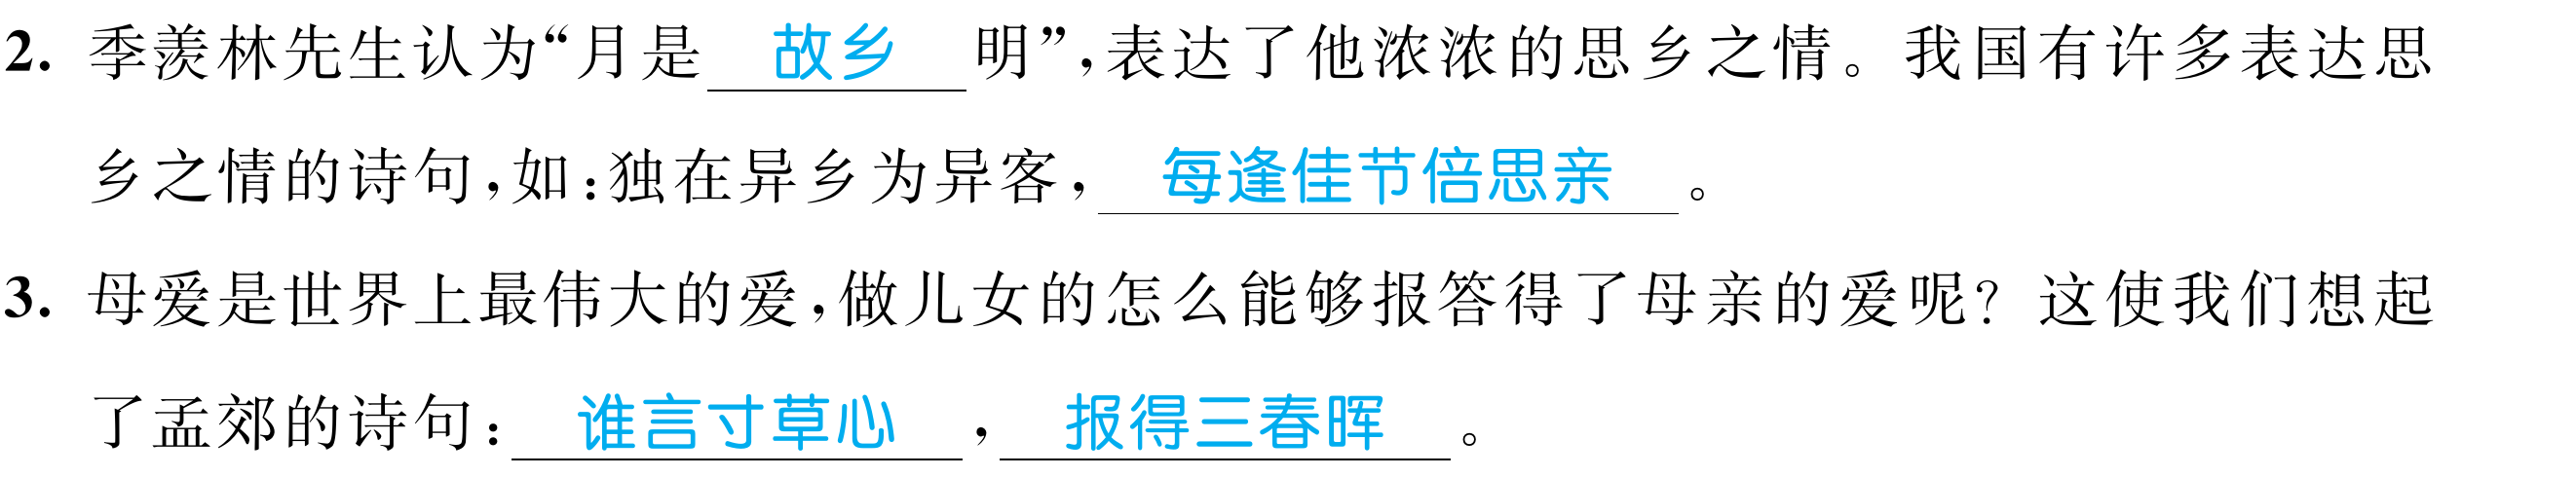 2. 季羡林先生认为“月是 故乡 明”,表达了他浓浓的思乡之情。我国有许多表达思
乡之情的诗句,如:独在异乡为异客, 每逢佳节倍思亲 。
3. 母爱是世界上最伟大的爱,做儿女的怎么能够报答得了母亲的爱呢? 这使我们想起
了孟郊的诗句: 谁言寸草心 , 报得三春晖 。